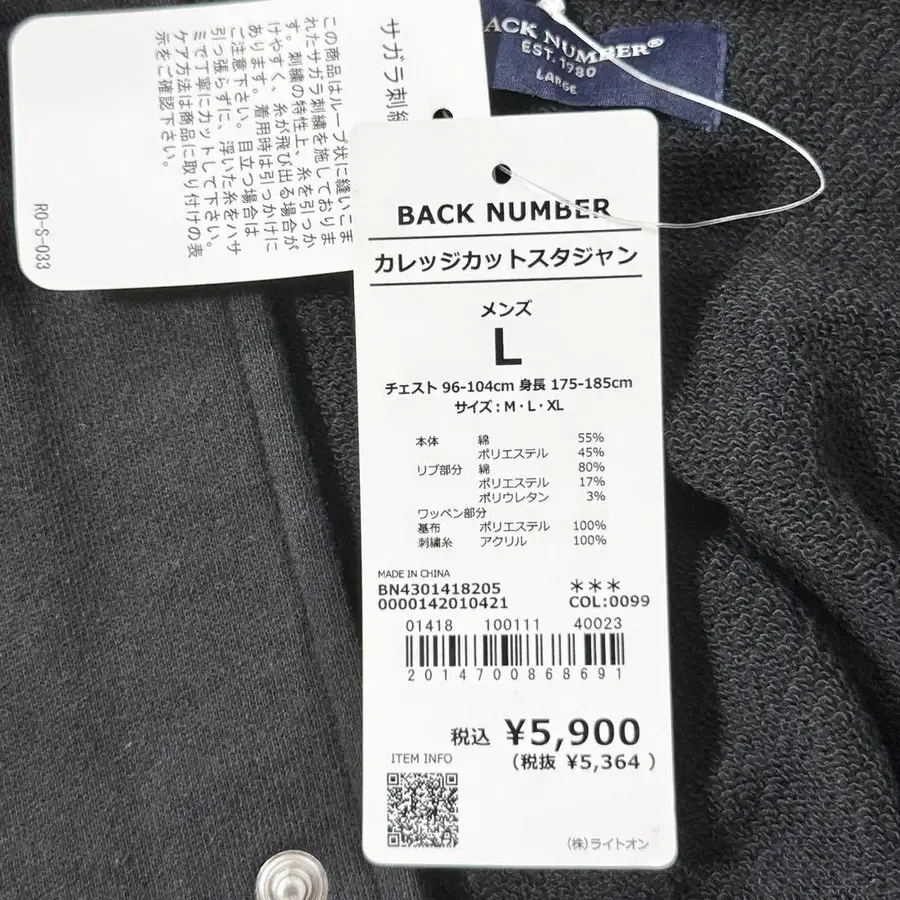 サガラ刺繍
この商品はループ状に縫いこま
れたサガラ刺繍を施しておりま
す。刺繍の特性上、糸を引っか
けやすく、糸が飛び出る場合が
あります。着用時は引っかけに
ご注意下さい。目立つ場合は
引っ張らずに、浮いた糸をハサ
ミで丁寧にカットして下さい。
ケア方法は商品に取り付けの表
示をご確認下さい。
RO-S-033
ACK NUMBER®
EST. 1980
LARGE
BACK NUMBER
カレッジカットスタジャン
メンズ
L
チェスト 96-104cm 身長 175-185cm
サイズ:M・L・XL
本体 綿 55%
ポリエステル 45%
リブ部分 綿 80%
ポリエステル 17%
ポリウレタン 3%
ワッペン部分
基布 ポリエステル 100%
刺繍糸 アクリル 100%
MADE IN CHINA
BN4301418205 ***
0000142010421 COL:0099
01418 100111 40023
2014700868691
税込 ¥5,900
(税抜 ¥5,364 )
ITEM INFO
(株)ライトオン